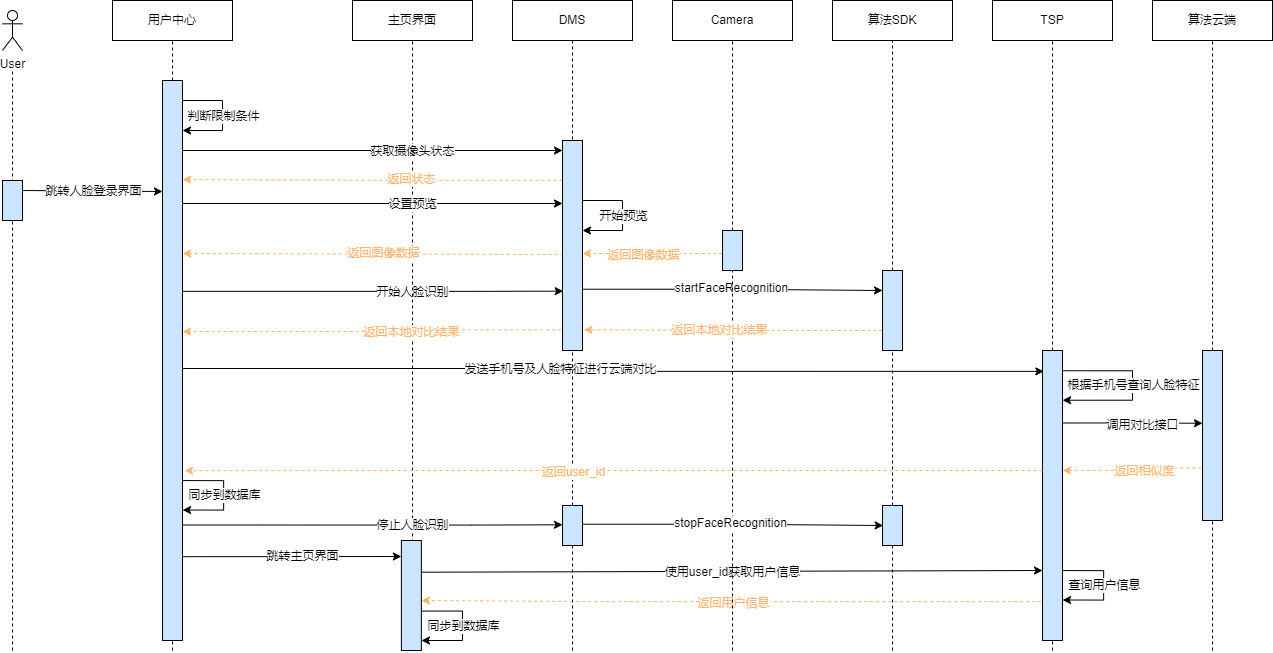 用户中心
主页界面
DMS
Camera
算法SDK
TSP
算法云端
User
判断限制条件
获取摄像头状态
返回状态
跳转人脸登录界面
设置预览
开始预览
返回图像数据
返回图像数据
开始人脸识别
startFaceRecognition
返回本地对比结果
返回本地对比结果
发送手机号及人脸特征进行云端对比
根据手机号查询人脸特征
调用对比接口
返回user_id
返回相似度
同步到数据库
停止人脸识别
stopFaceRecognition
跳转主页界面
使用user_id获取用户信息
查询用户信息
返回用户信息
同步到数据库